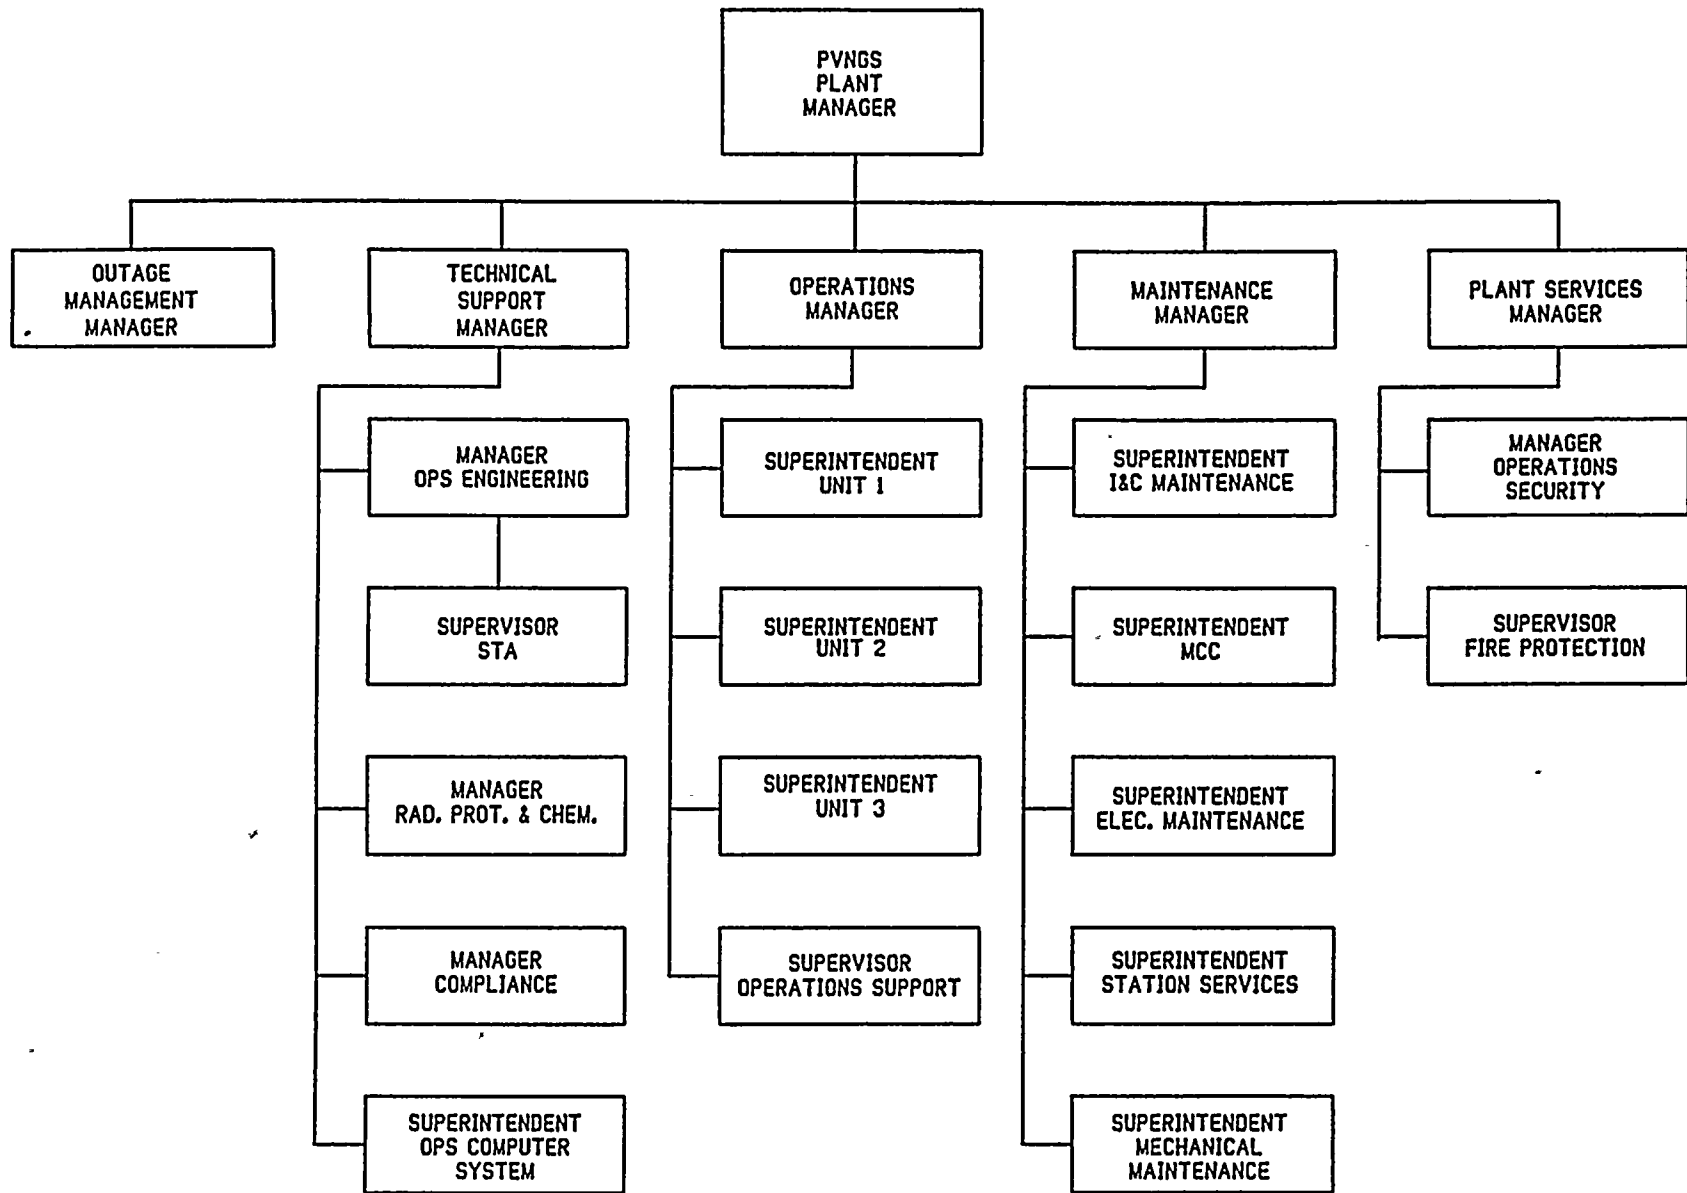 PVNGS
PLANT
MANAGER
OUTAGE
MANAGEMENT
MANAGER
TECHNICAL
SUPPORT
MANAGER
OPERATIONS
MANAGER
MAINTENANCE
MANAGER
PLANT SERVICES
MANAGER
MANAGER
OPS ENGINEERING
SUPERVISOR
STA
MANAGER
RAD. PROT. & CHEM.
MANAGER
COMPLIANCE
SUPERINTENDENT
OPS COMPUTER
SYSTEM
SUPERINTENDENT
UNIT 1
SUPERINTENDENT
UNIT 2
SUPERINTENDENT
UNIT 3
SUPERVISOR
OPERATIONS SUPPORT
SUPERINTENDENT
I&C MAINTENANCE
SUPERINTENDENT
MCC
SUPERINTENDENT
ELEC. MAINTENANCE
SUPERINTENDENT
STATION SERVICES
SUPERINTENDENT
MECHANICAL
MAINTENANCE
MANAGER
OPERATIONS
SECURITY
SUPERVISOR
FIRE PROTECTION